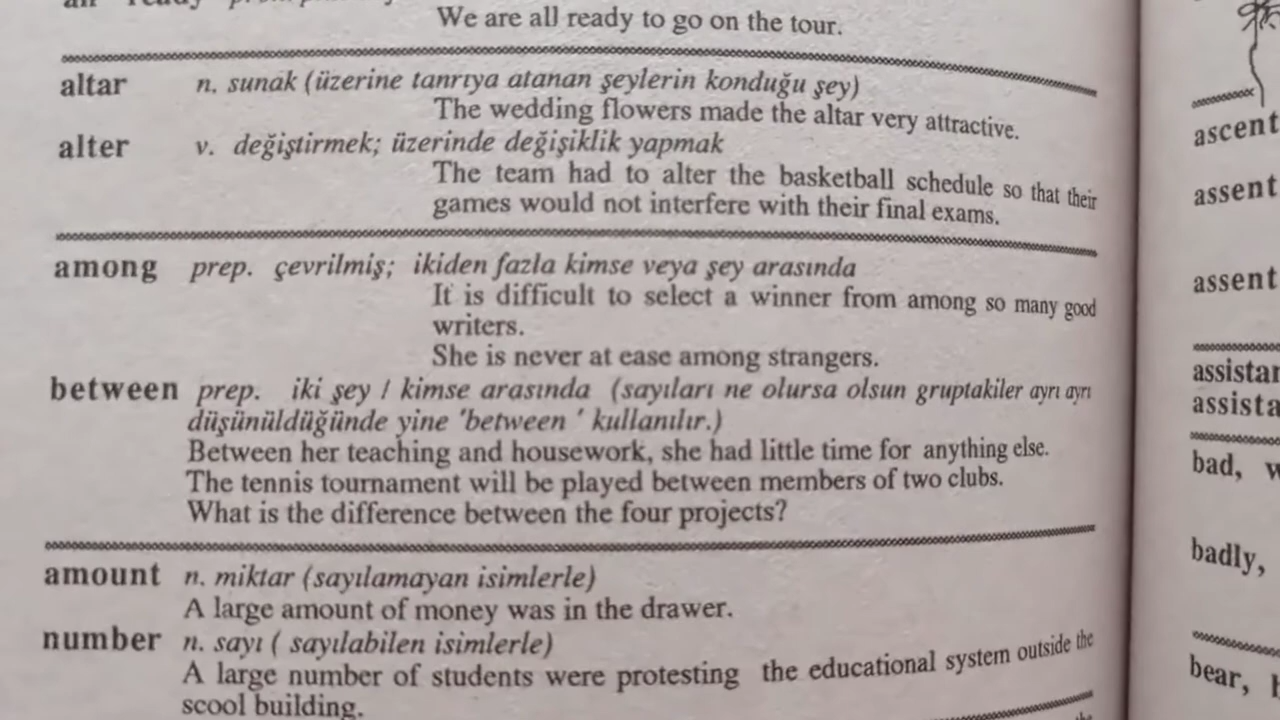 We are all ready to go on the tour.
altar n. sunak (üzerine tanrıya atanan şeylerin konduğu şey)
The wedding flowers made the altar very attractive.
alter v. değiştirmek; üzerinde değişiklik yapmak
The team had to alter the basketball schedule so that their
games would not interfere with their final exams.
among prep. çevrilmiş; ikiden fazla kimse veya şey arasında
It is difficult to select a winner from among so many good
writers.
She is never at ease among strangers.
between prep. iki şey / kimse arasında (sayıları ne olursa olsun gruptakiler ayrı ayrı
düşünüldüğünde yine 'between ' kullanılır.)
Between her teaching and housework, she had little time for anything else.
The tennis tournament will be played between members of two clubs.
What is the difference between the four projects?
amount n. miktar (sayılamayan isimlerle)
A large amount of money was in the drawer.
number n. sayı ( sayılabilen isimlerle)
A large number of students were protesting the educational system outside the
scool building.
ascent
assent
assent
bad,
badly,
bear,